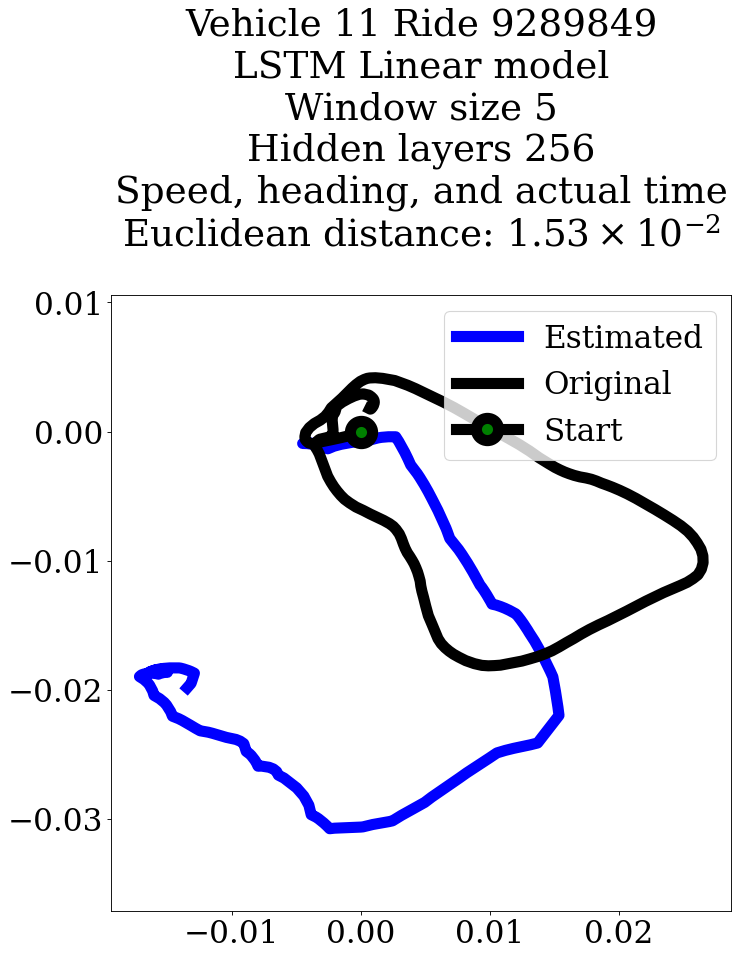 Vehicle 11 Ride 9289849
LSTM Linear model
Window size 5
Hidden layers 256
Speed, heading, and actual time
Euclidean distance: 1.53 × 10⁻²
0.01
0.00
−0.01
−0.02
−0.03
Estimated
Original
Start
−0.01
0.00
0.01
0.02